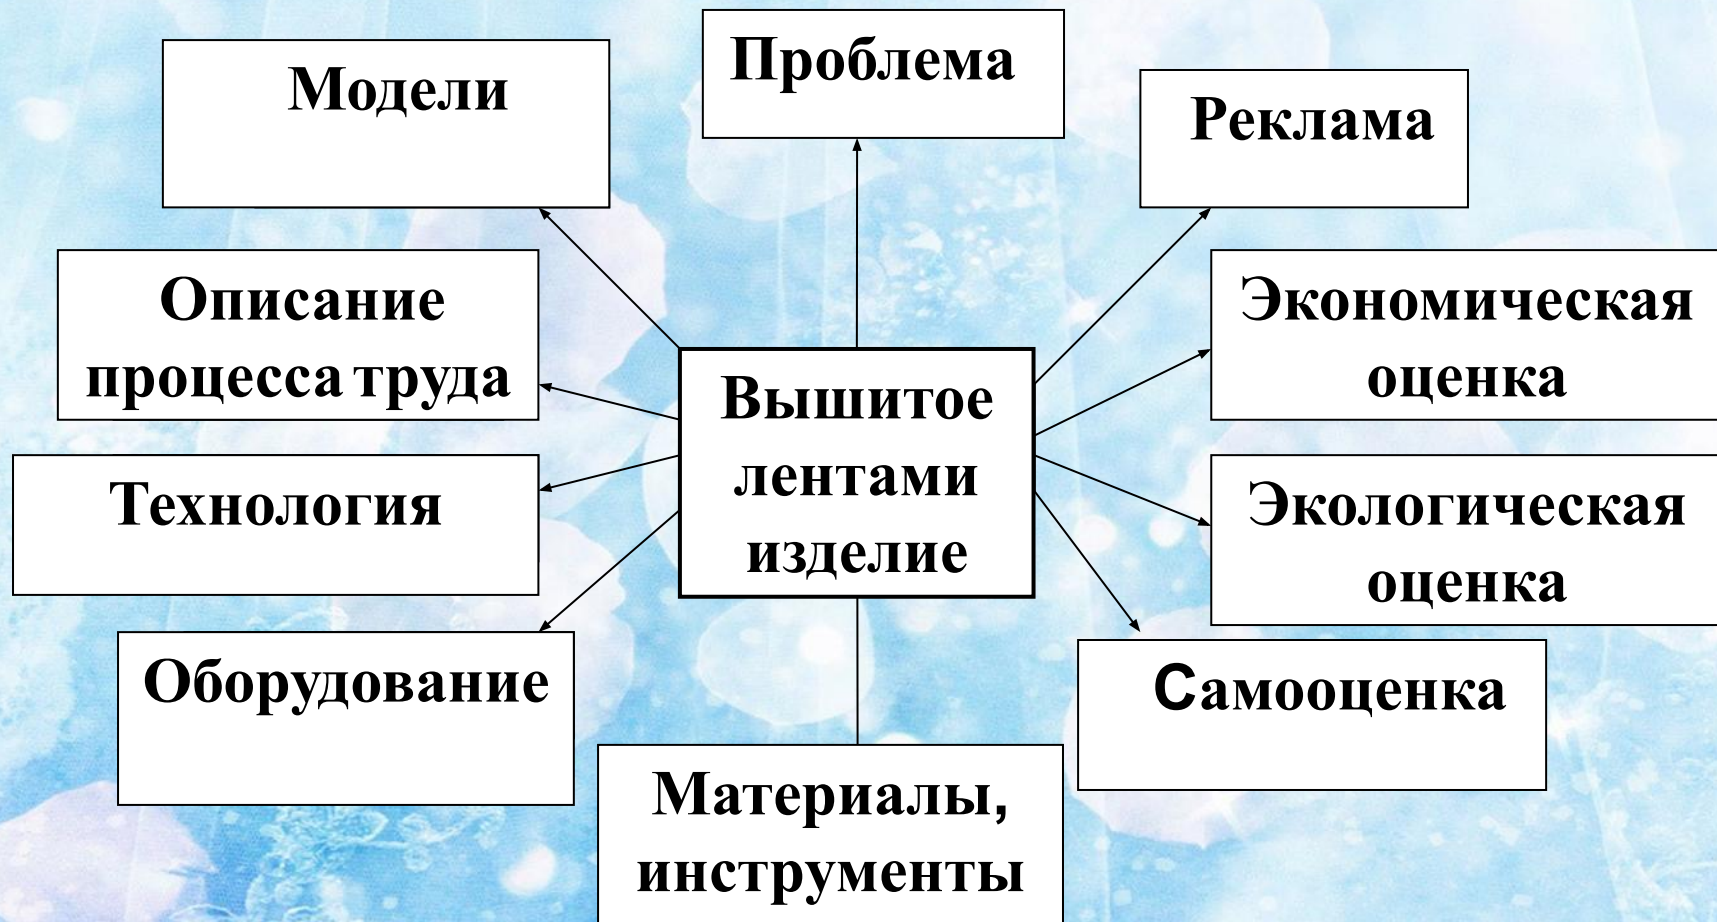 Проблема
Модели
Реклама
Описание
процесса труда
Экономическая
оценка
Вышитое
лентами
изделие
Технология
Экологическая
оценка
Оборудование
Самооценка
Материалы,
инструменты